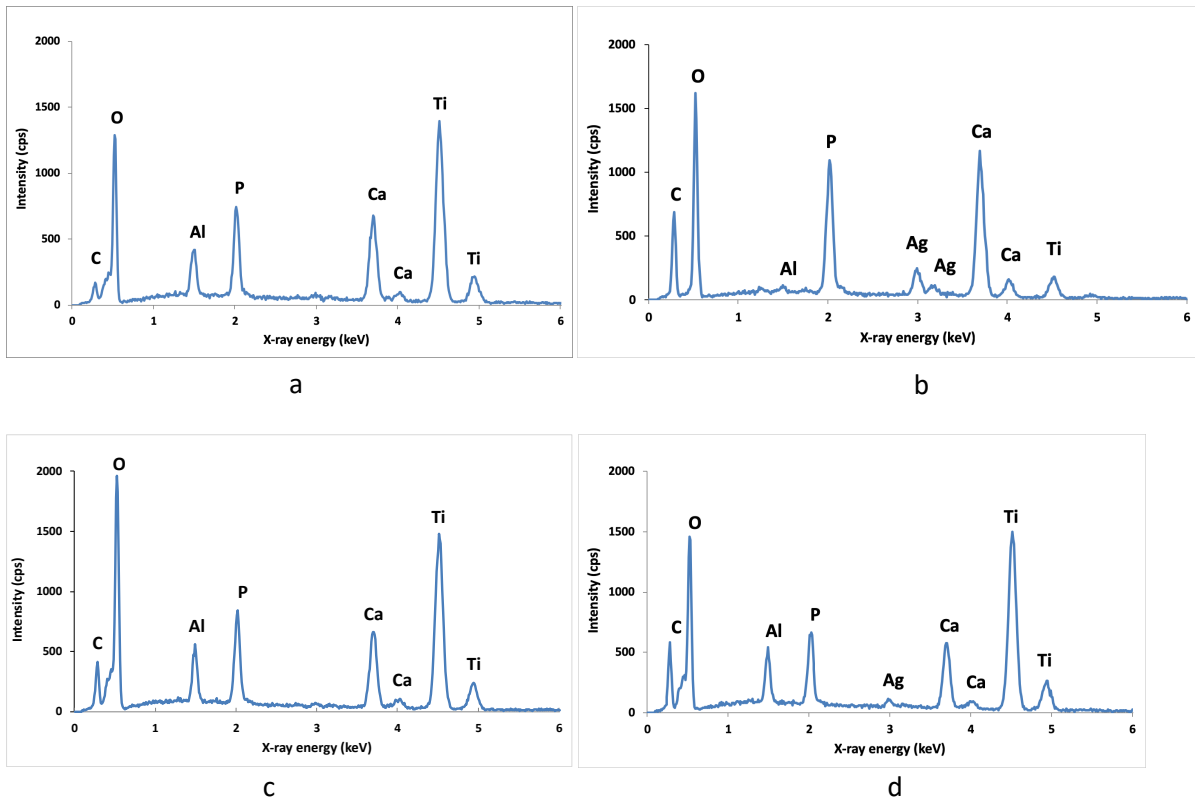 2000
1500
1000
500
0
Intensity (cps)
C
O
Al
P
Ca
Ca
Ti
Ti
0 1 2 3 4 5 6
X-ray energy (keV)
a
2000
1500
1000
500
0
Intensity (cps)
C
O
Al
P
Ag
Ag
Ca
Ca
Ti
0 1 2 3 4 5 6
X-ray energy (keV)
b
2000
1500
1000
500
0
Intensity (cps)
C
O
Al
P
Ca
Ca
Ti
Ti
0 1 2 3 4 5 6
X-ray energy (keV)
c
2000
1500
1000
500
0
Intensity (cps)
C
O
Al
P
Ag
Ca
Ca
Ti
Ti
0 1 2 3 4 5 6
X-ray energy (keV)
d